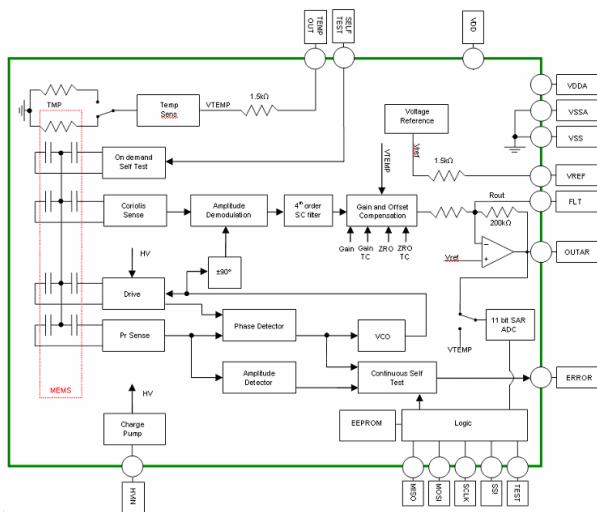 TEMP OUT
SELF TEST
VDD
TMP
Temp Sens
VTEMP
1.5kΩ
Voltage Reference
VDDA
VSSA
VSS
On demand Self Test
Vref
1.5kΩ
VREF
VTEMP
Coriolis Sense
Amplitude Demodulation
4th order SC filter
Gain and Offset Compensation
Rout
200kΩ
FLT
Gain
Gain TC
ZRO
ZRO TC
Vref
OUTAR
HV
±90°
Drive
Phase Detector
VCO
11 bit SAR ADC
Pr Sense
VTEMP
Amplitude Detector
Continuous Self Test
ERROR
MEMS
HV
Charge Pump
EEPROM
Logic
HVIN
MISO
MOSI
SCLK
SSI
TEST